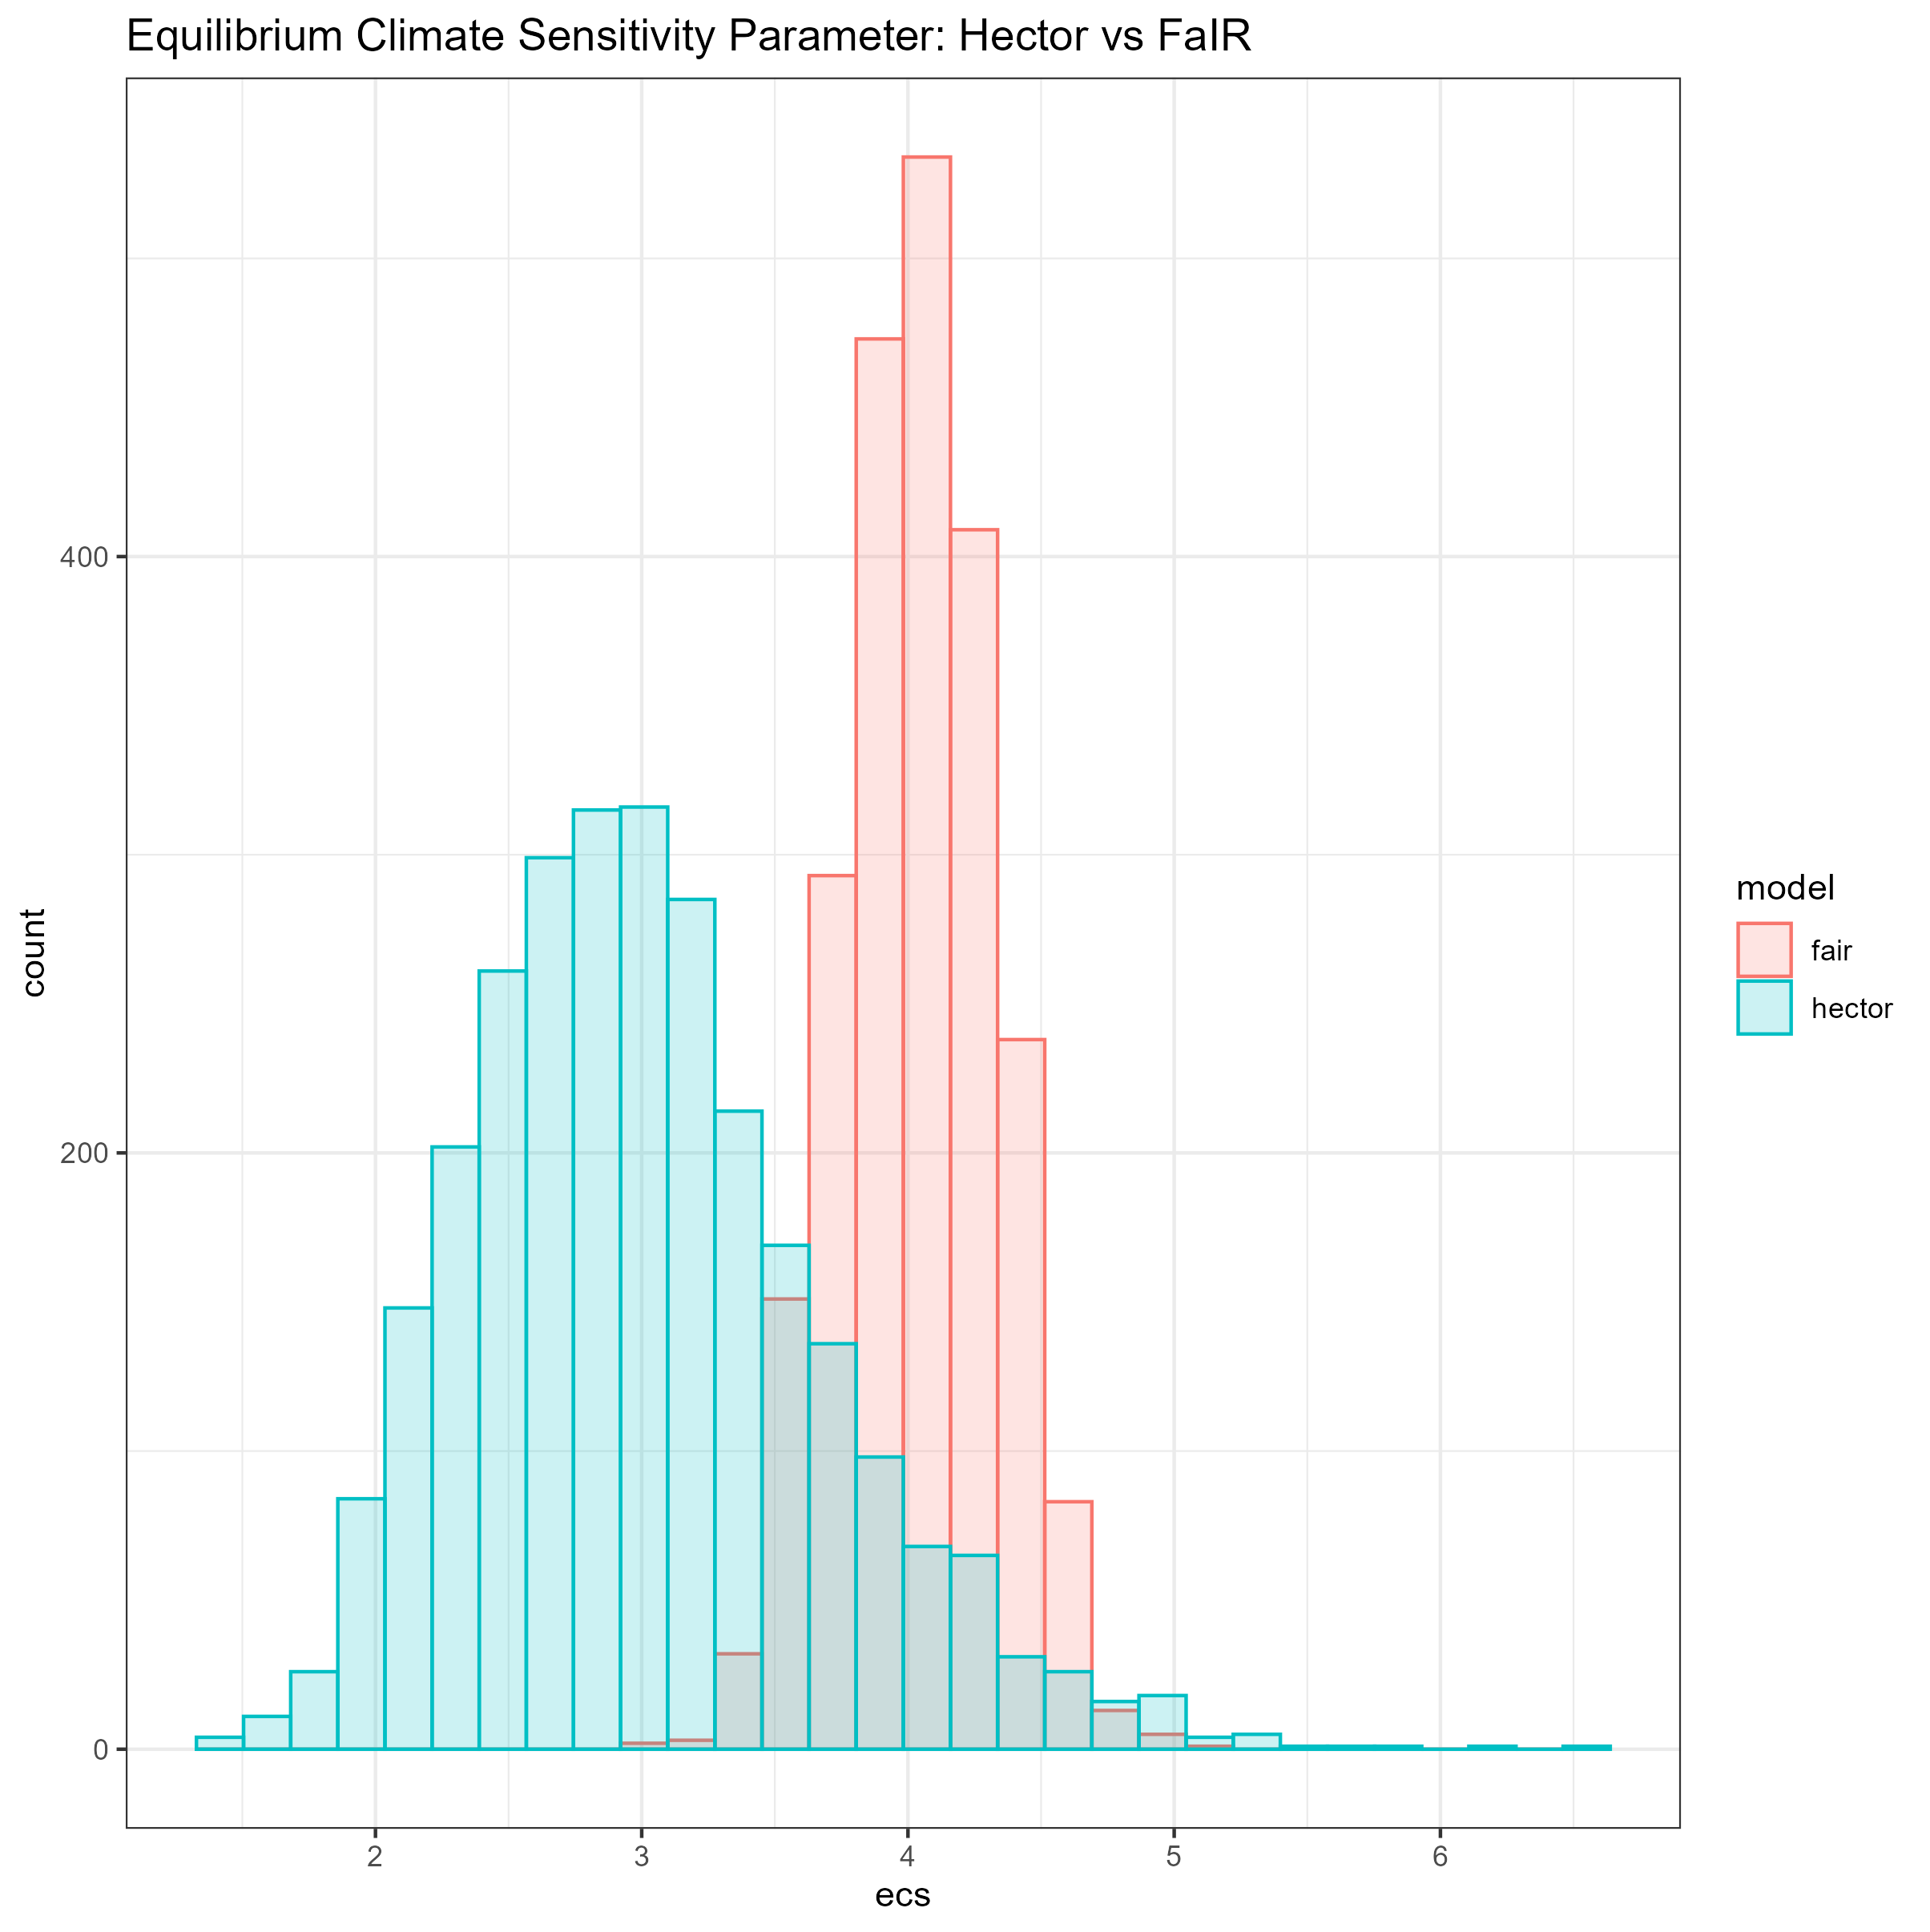 Equilibrium Climate Sensitivity Parameter: Hector vs FaIR
count
400
200
0
2
3
4
5
6
ecs
model
fair
hector